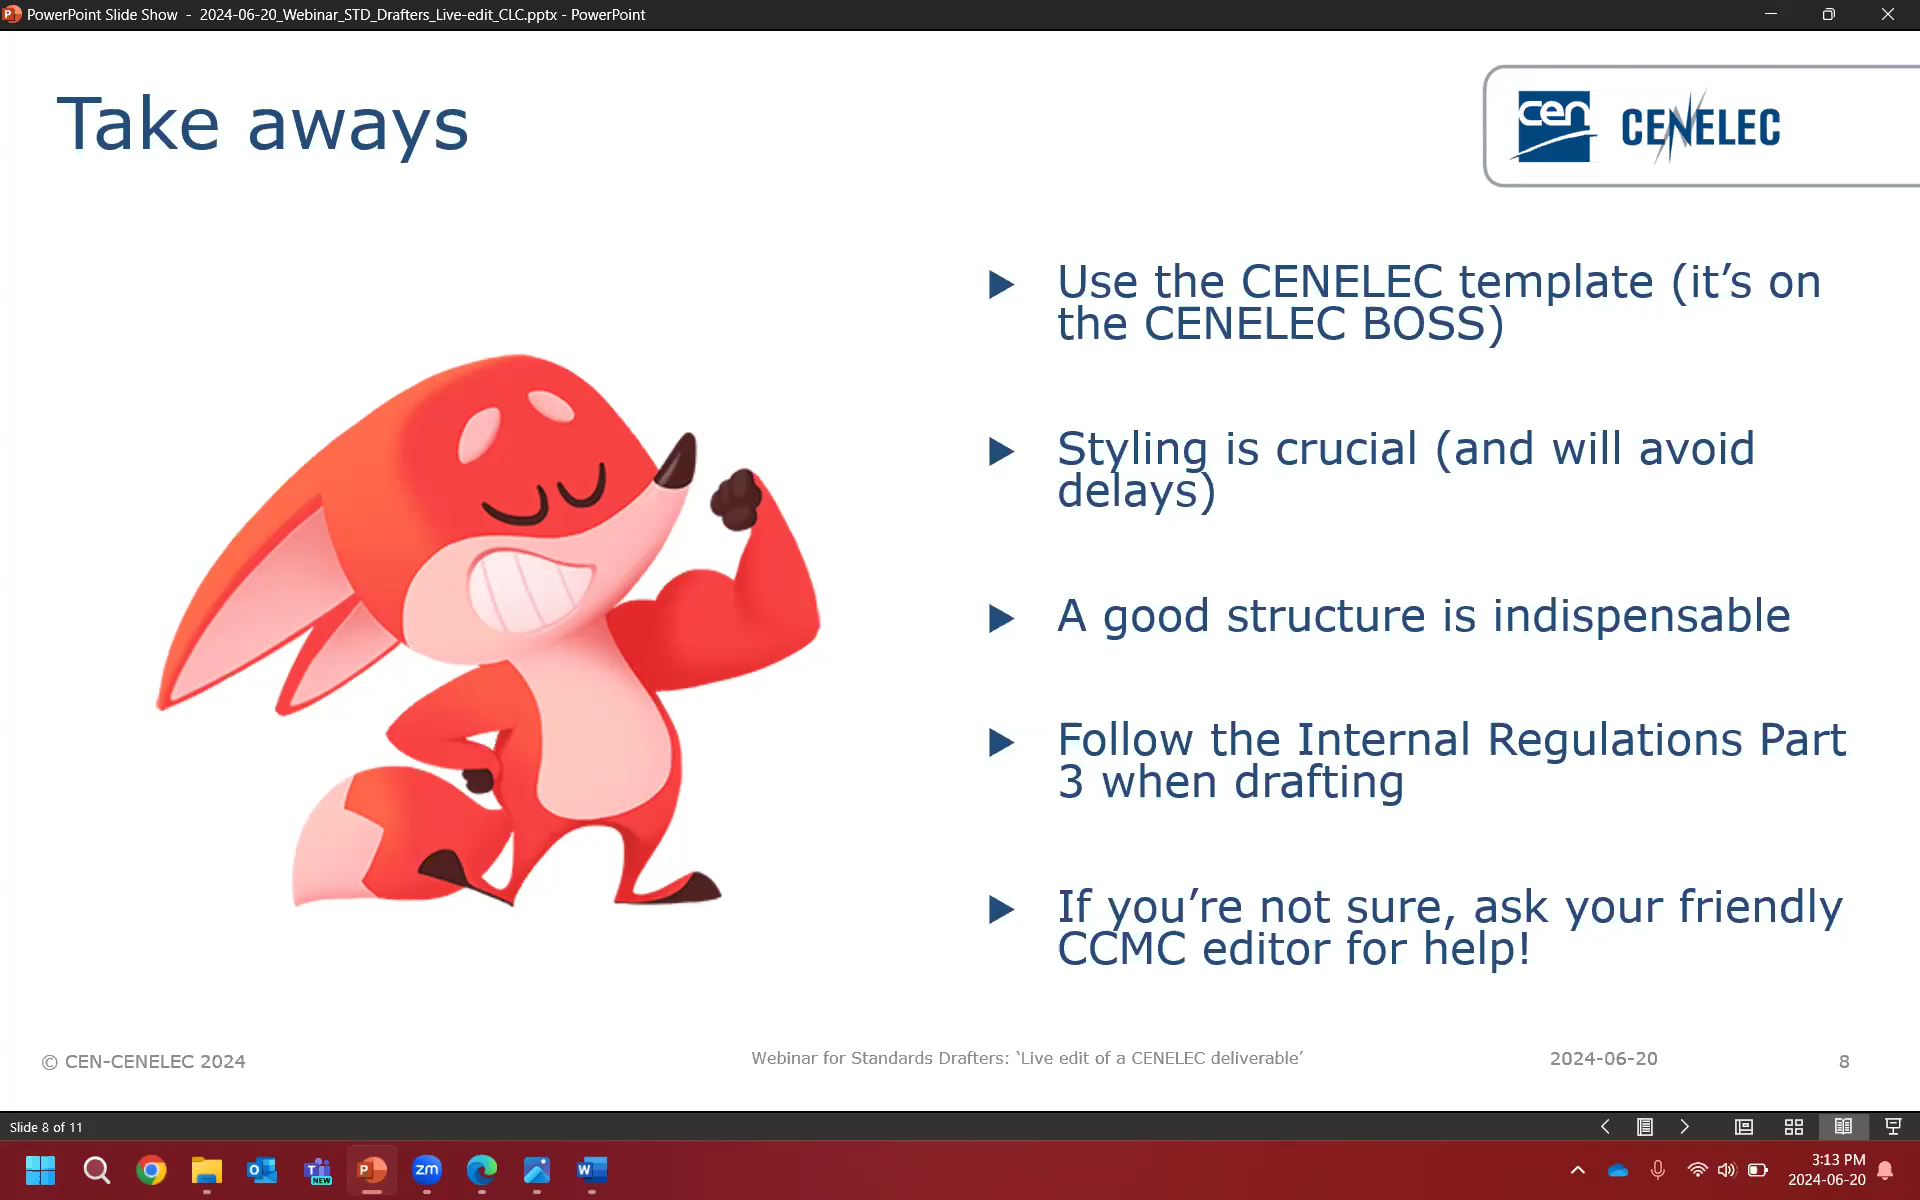 PowerPoint Slide Show - 2024-06-20_Webinar_STD_Drafters_Live-edit_CLC.pptx - PowerPoint
Take aways
cen
CENELEC
Use the CENELEC template (it’s on
the CENELEC BOSS)
Styling is crucial (and will avoid
delays)
A good structure is indispensable
Follow the Internal Regulations Part
3 when drafting
If you’re not sure, ask your friendly
CCMC editor for help!
© CEN-CENELEC 2024
Webinar for Standards Drafters: ‘Live edit of a CENELEC deliverable’
2024-06-20
8
Slide 8 of 11
NEW
zm
3:13 PM
2024-06-20